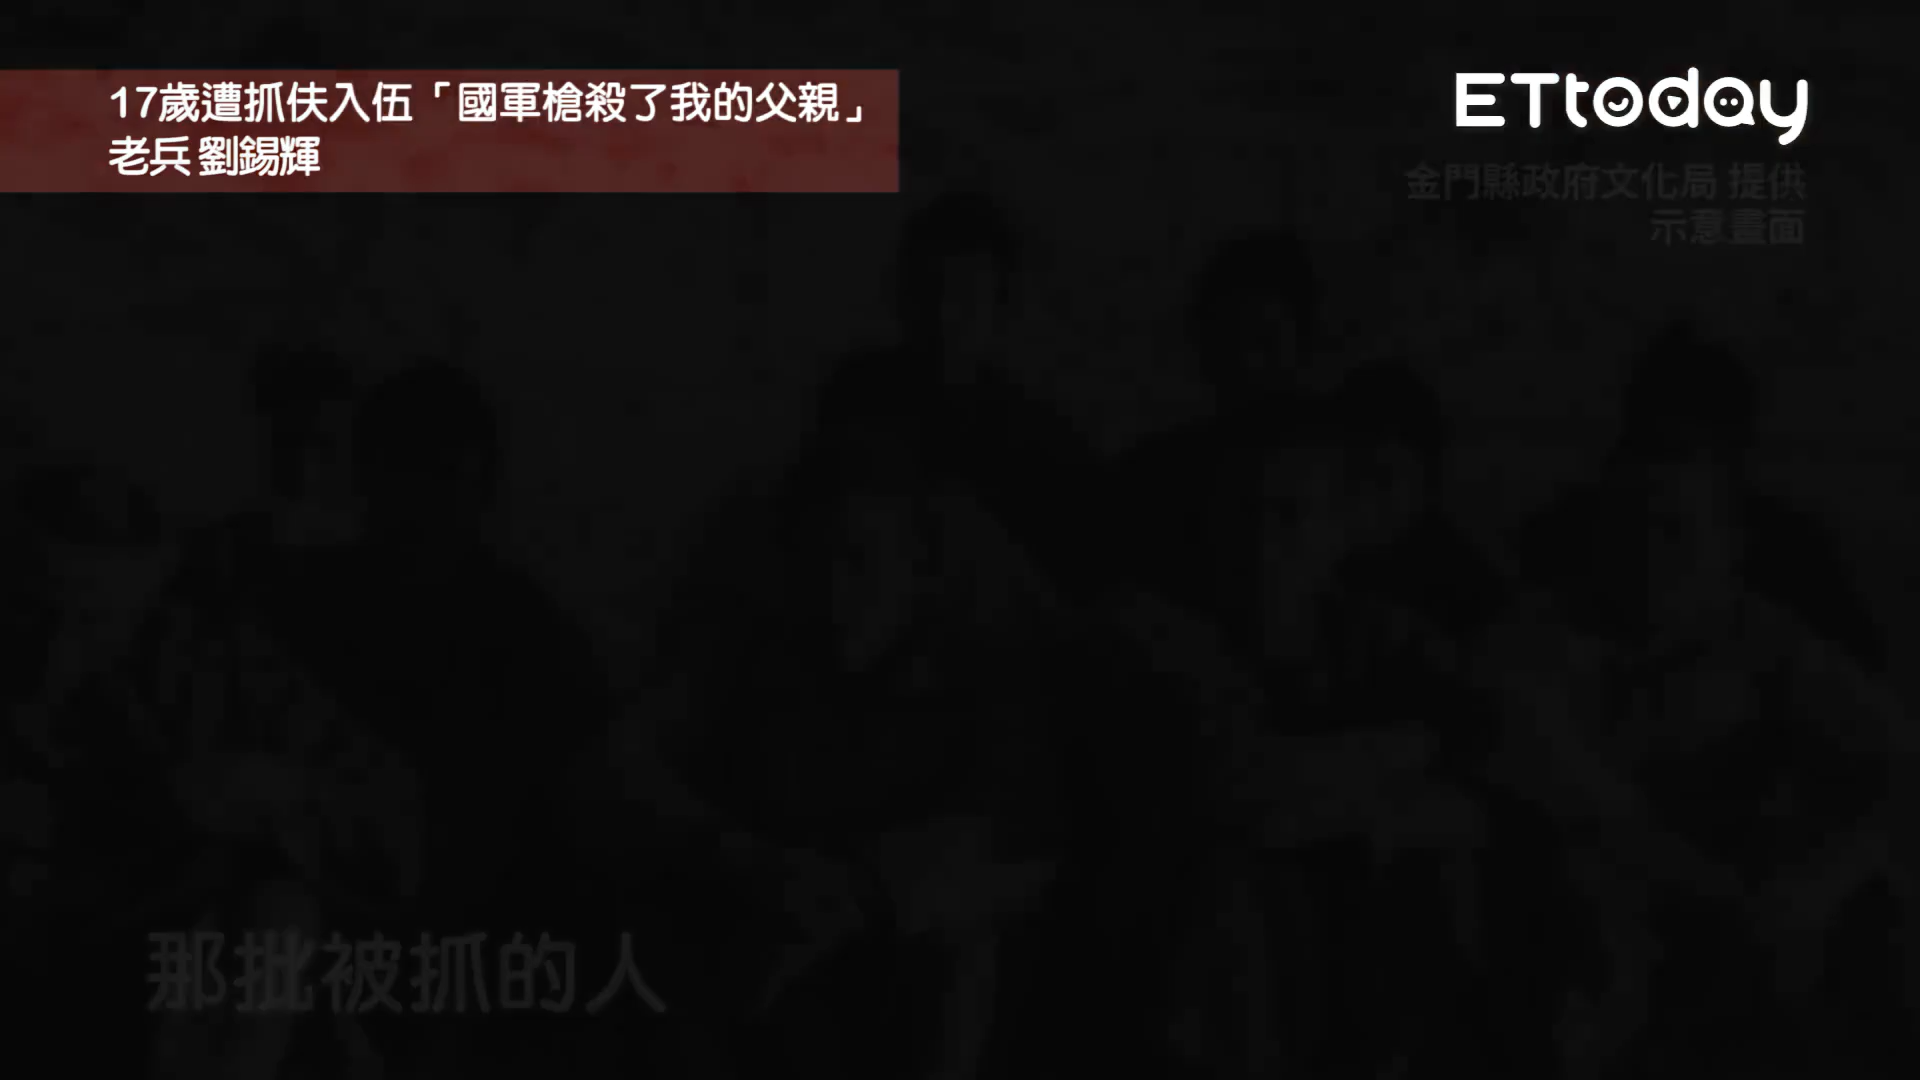 17歲遭抓伕入伍「國軍槍殺了我的父親」
老兵 劉錫輝
ETtoday
金門縣政府文化局 提供
示意畫面
那批被抓的人